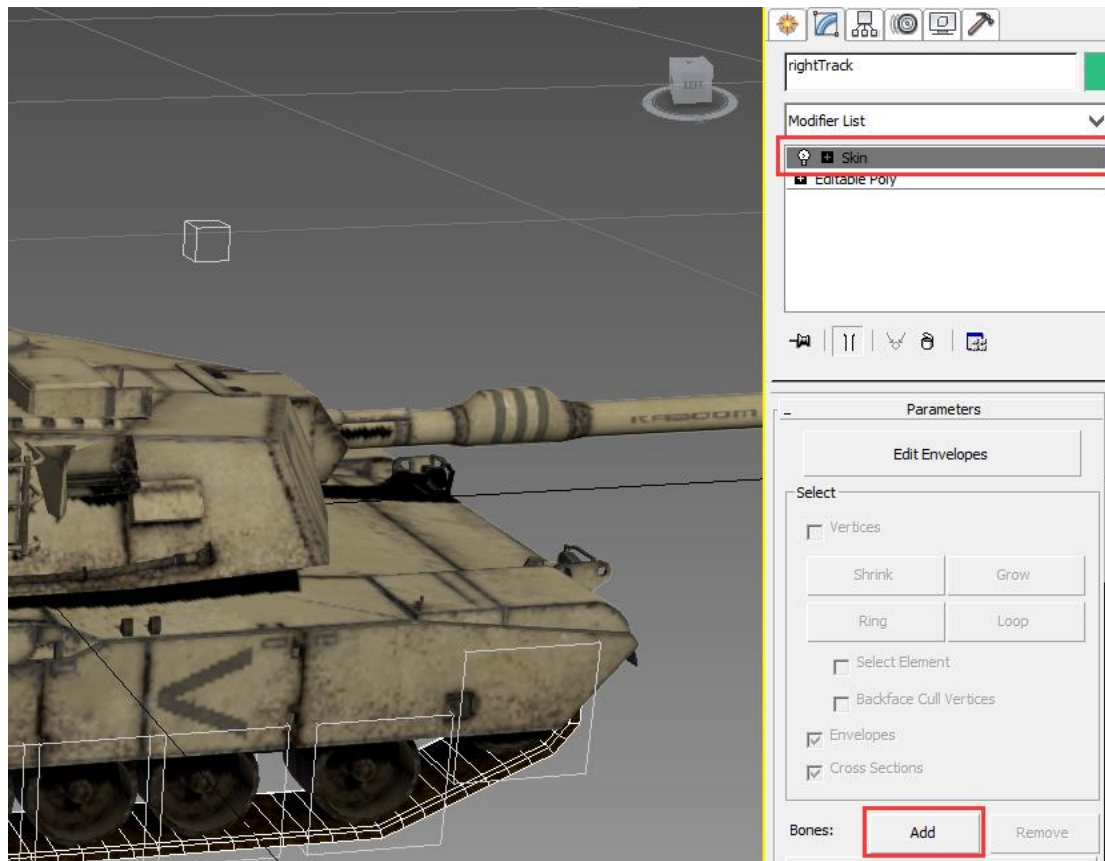 LEFT
rightTrack
Modifier List
Skin
Editable Poly
KABOOM
Parameters
Edit Envelopes
Select
Vertices
Shrink
Grow
Ring
Loop
Select Element
Backface Cull Vertices
Envelopes
Cross Sections
Bones:
Add
Remove